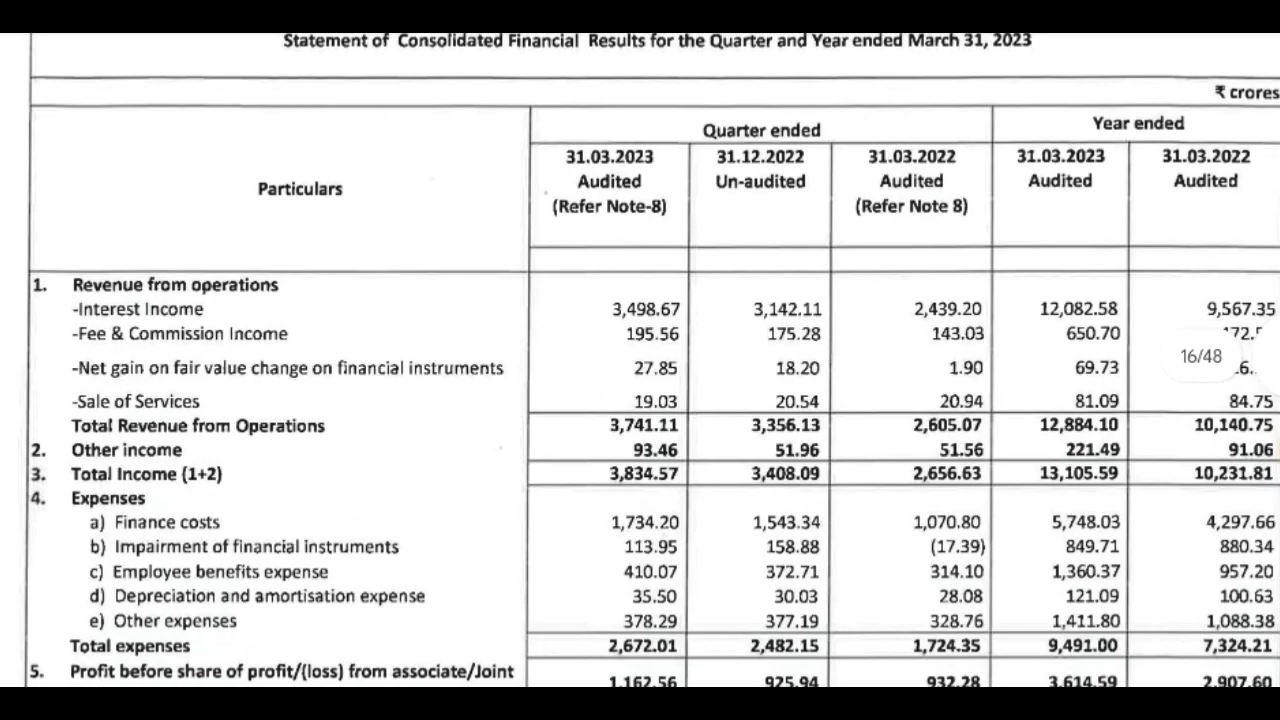 Statement of Consolidated Financial Results for the Quarter and Year ended March 31, 2023
₹ crores
Particulars Quarter ended Year ended
31.03.2023 31.12.2022 31.03.2022 31.03.2023 31.03.2022
Audited Un-audited Audited Audited Audited
(Refer Note-8) (Refer Note 8)
1. Revenue from operations
-Interest Income 3,498.67 3,142.11 2,439.20 12,082.58 9,567.35
-Fee & Commission Income 195.56 175.28 143.03 650.70
16/48
-Net gain on fair value change on financial instruments 27.85 18.20 1.90 69.73
-Sale of Services 19.03 20.54 20.94 81.09 84.75
Total Revenue from Operations 3,741.11 3,356.13 2,605.07 12,884.10 10,140.75
2. Other income 93.46 51.96 51.56 221.49 91.06
3. Total Income (1+2) 3,834.57 3,408.09 2,656.63 13,105.59 10,231.81
4. Expenses
a) Finance costs 1,734.20 1,543.34 1,070.80 5,748.03 4,297.66
b) Impairment of financial instruments 113.95 158.88 (17.39) 849.71 880.34
c) Employee benefits expense 410.07 372.71 314.10 1,360.37 957.20
d) Depreciation and amortisation expense 35.50 30.03 28.08 121.09 100.63
e) Other expenses 378.29 377.19 328.76 1,411.80 1,088.38
Total expenses 2,672.01 2,482.15 1,724.35 9,491.00 7,324.21
5. Profit before share of profit/(loss) from associate/Joint
1,162.56 925.94 932.28 3,614.59 2,907.60